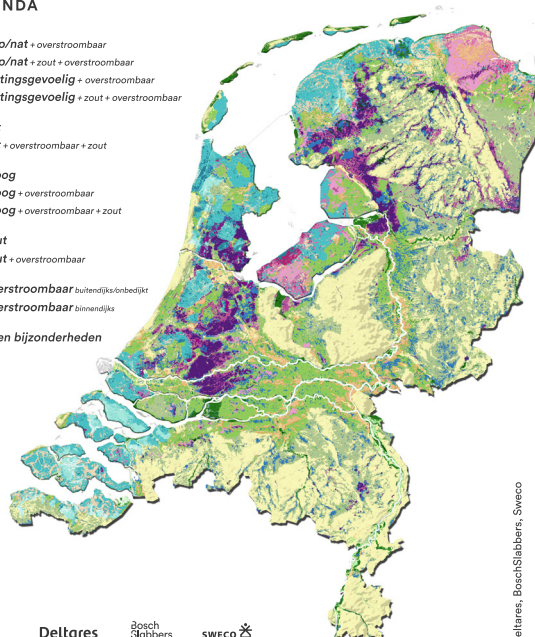 NDA
o/nat + overstroombaar
o/nat + zout + overstroombaar
tingsgevoelig + overstroombaar
tingsgevoelig + zout + overstroombaar
t + overstroombaar + zout
oog
oog + overstroombaar
oog + overstroombaar + zout
ut
ut + overstroombaar
erstroombaar buitendijks/onbedijkt
erstroombaar binnendijks
en bijzonderheden
eltares, BoschSlabbers, Sweco
Deltares
Bosch
Slabbers
SWECO